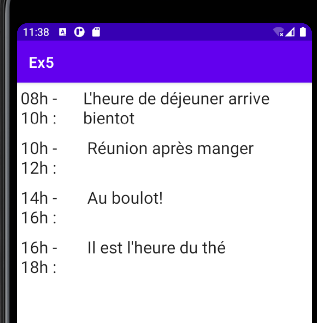 11:38
Ex5
08h - L'heure de déjeuner arrive
10h : bientot
10h - Réunion après manger
12h :
14h - Au boulot!
16h :
16h - Il est l'heure du thé
18h :